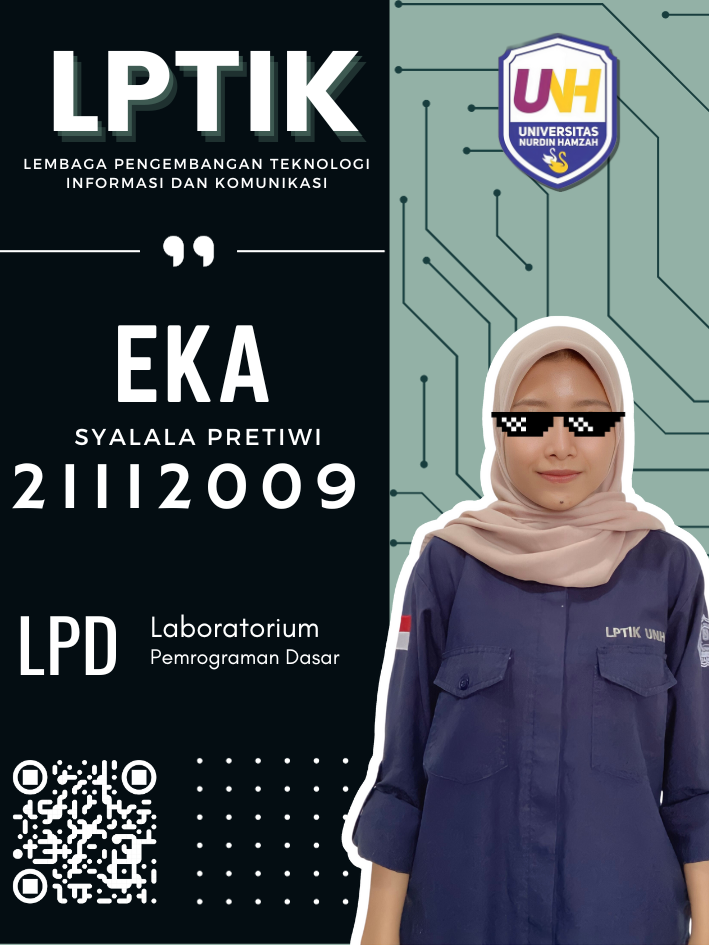 LPTIK
LEMBAGA PENGEMBANGAN TEKNOLOGI
INFORMASI DAN KOMUNIKASI
EKA
SYALALA PRETIWI
21112009
LPD
Laboratorium
Pemrograman Dasar
UNH
UNIVERSITAS
NURDIN HAMZAH
LPTIK UNH